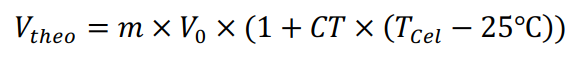 V_theo = m × V_0 × (1 + CT × (T_Cel − 25℃))